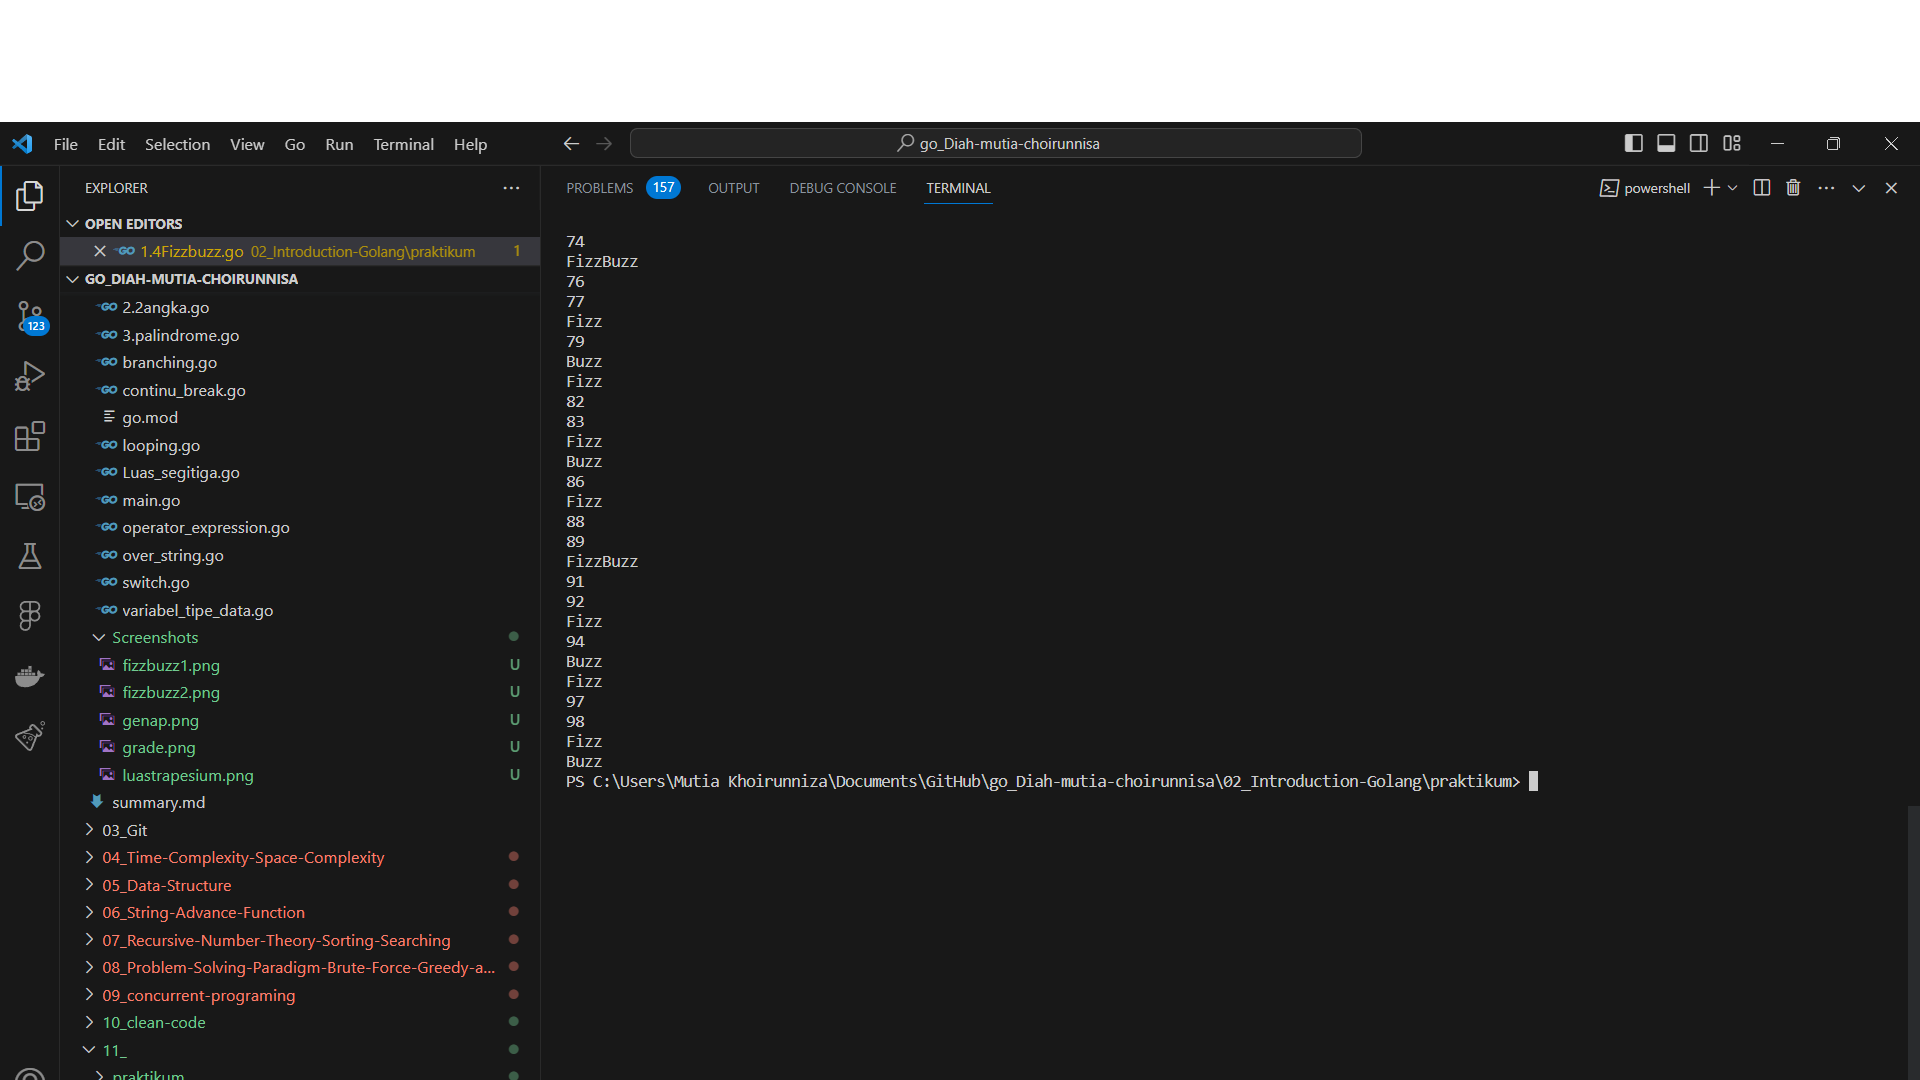 File Edit Selection View Go Run Terminal Help
go_Diah-mutia-choirunnisa
EXPLORER
OPEN EDITORS
1.4Fizzbuzz.go 02_Introduction-Golang\praktikum 1
GO_DIAH-MUTIA-CHOIRUNNISA
2.2angka.go
3.palindrome.go
branching.go
continu_break.go
go.mod
looping.go
Luas_segitiga.go
main.go
operator_expression.go
over_string.go
switch.go
variabel_tipe_data.go
Screenshots
fizzbuzz1.png U
fizzbuzz2.png U
genap.png U
grade.png U
luastrapesium.png U
summary.md
03_Git
04_Time-Complexity-Space-Complexity
05_Data-Structure
06_String-Advance-Function
07_Recursive-Number-Theory-Sorting-Searching
08_Problem-Solving-Paradigm-Brute-Force-Greedy-a...
09_concurrent-programing
10_clean-code
11_
praktikum
123
PROBLEMS 157 OUTPUT DEBUG CONSOLE TERMINAL
powershell
74
FizzBuzz
76
77
Fizz
79
Buzz
Fizz
82
83
Fizz
Buzz
86
Fizz
88
89
FizzBuzz
91
92
Fizz
94
Buzz
Fizz
97
98
Fizz
Buzz
PS C:\Users\Mutia Khoirunniza\Documents\GitHub\go_Diah-mutia-choirunnisa\02_Introduction-Golang\praktikum>